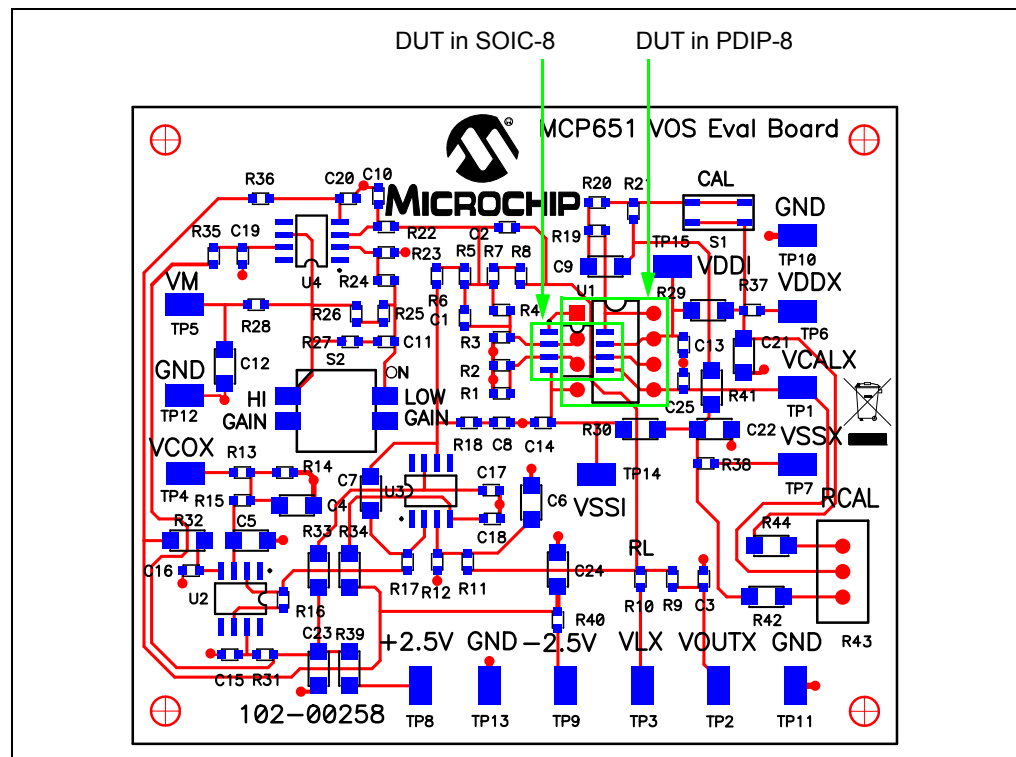 DUT in SOIC-8 DUT in PDIP-8
MCP651 VOS Eval Board
®
MICROCHIP
R36 C20 C10 R20 R21 CAL
GND
R35 C19 R22 C2 R19 S1 TP10
R23 R5 R7 R8 C9 TP15
VM U4 R24 R6 U1 VDDI VDDX
R29 R37
TP5 R28 R26 R25 C1 R4 TP6
R27 C11 R3 C13 C21
C12 S2 VCALX
GND ON R2
TP12 HI LOW R1 C25 R41 TP1
GAIN GAIN
R18 C8 C14 R30 C22 VSSX
VCOX R13 R14 C7 C17 R38
TP4 R15 C4 U3 C6 TP14 TP7
VSSI RCAL
R32 C5 R33 R34 C18 R44
C16 R17 R12 R11 C24 RL
U2 R16 R10 R9 C3 R42
C23 R39 R40 R43
+2.5V GND -2.5V VLX VOUTX GND
C15 R31
102-00258 TP8 TP13 TP9 TP3 TP2 TP11